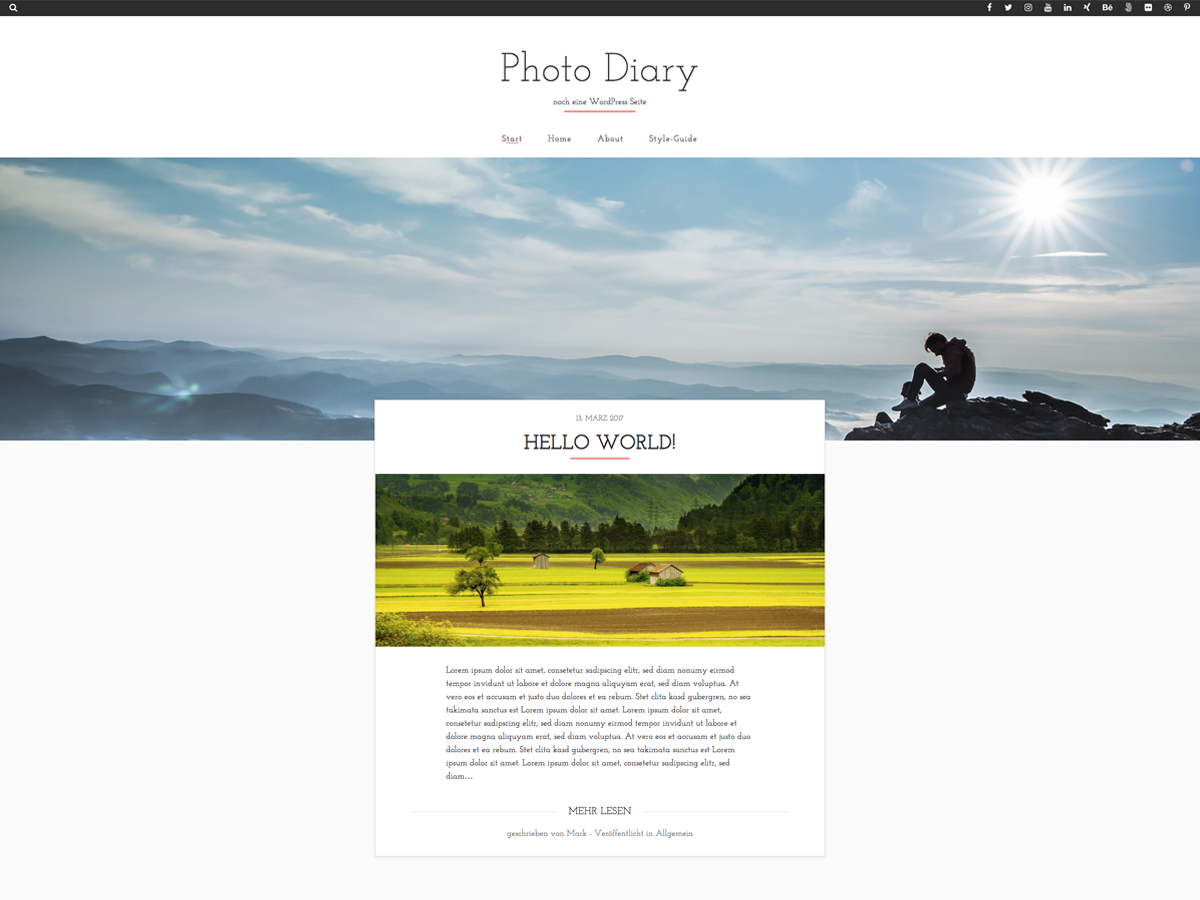 Photo Diary
noch eine WordPress Seite
Start Home About Style-Guide
13. MÄRZ 2017
HELLO WORLD!
Lorem ipsum dolor sit amet, consetetur sadipscing elitr, sed diam nonumy eirmod
tempor invidunt ut labore et dolore magna aliquyam erat, sed diam voluptua. At
vero eos et accusam et justo duo dolores et ea rebum. Stet clita kasd gubergren, no sea
takimata sanctus est Lorem ipsum dolor sit amet. Lorem ipsum dolor sit amet,
consetetur sadipscing elitr, sed diam nonumy eirmod tempor invidunt ut labore et
dolore magna aliquyam erat, sed diam voluptua. At vero eos et accusam et justo duo
dolores et ea rebum. Stet clita kasd gubergren, no sea takimata sanctus est Lorem
ipsum dolor sit amet. Lorem ipsum dolor sit amet, consetetur sadipscing elitr, sed
diam…
MEHR LESEN
geschrieben von Mark - Veröffentlicht in Allgemein